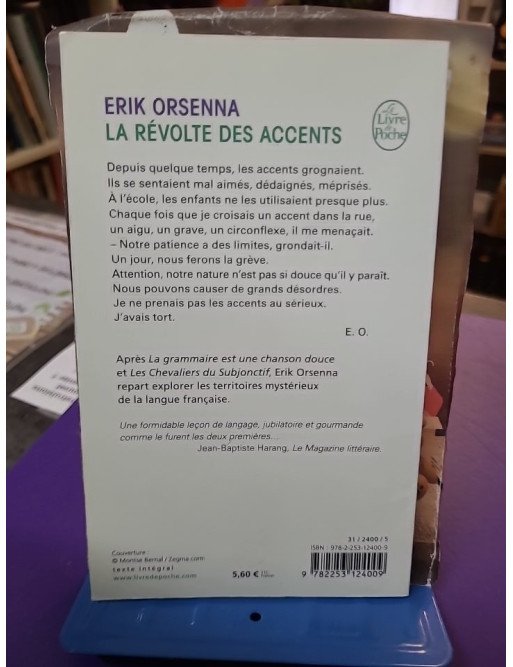 ERIK ORSENNA
LA RÉVOLTE DES ACCENTS
Le
Livre
de
Poche
Depuis quelque temps, les accents grognaient.
Ils se sentaient mal aimés, dédaignés, méprisés.
À l'école, les enfants ne les utilisaient presque plus.
Chaque fois que je croisais un accent dans la rue,
un aigu, un grave, un circonflexe, il me menaçait.
– Notre patience a des limites, grondait-il.
Un jour, nous ferons la grève.
Attention, notre nature n'est pas si douce qu'il y paraît.
Nous pouvons causer de grands désordres.
Je ne prenais pas les accents au sérieux.
J'avais tort.
E. O.
Après La grammaire est une chanson douce
et Les Chevaliers du Subjonctif, Erik Orsenna
repart explorer les territoires mystérieux
de la langue française.
Une formidable leçon de langage, jubilatoire et gourmande
comme le furent les deux premières...
Jean-Baptiste Harang, Le Magazine littéraire.
Couverture :
© Montse Bernal / Zegma.com
texte intégral
www.livredepoche.com
5,60 €
31 / 2400 / 5
ISBN : 978-2-253-12400-9
9 782253 124009